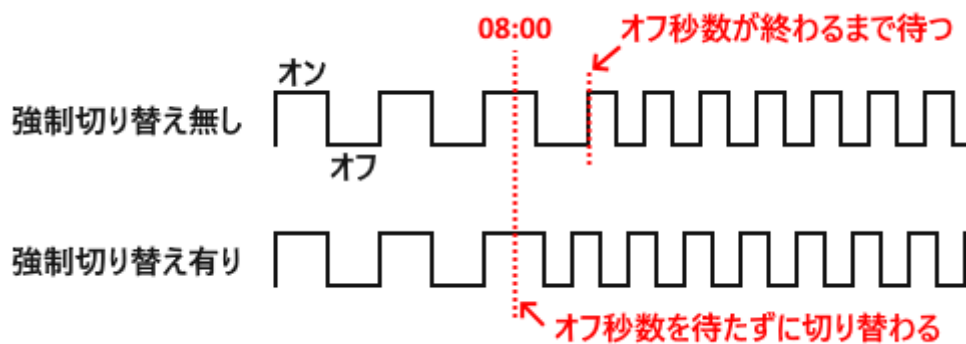 08:00
オフ秒数が終わるまで待つ
オン
強制切り替え無し
オフ
強制切り替え有り
オフ秒数を待たずに切り替わる